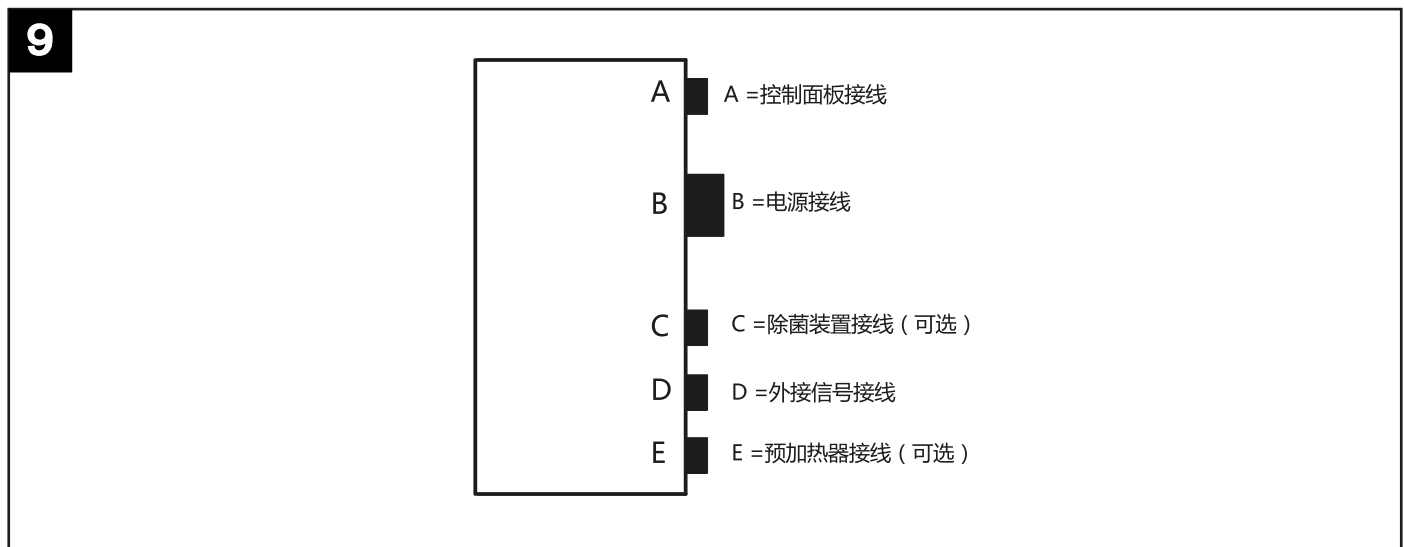 9
A A =控制面板接线
B B =电源接线
C C =除菌装置接线（可选）
D D =外接信号接线
E E =预加热器接线（可选）